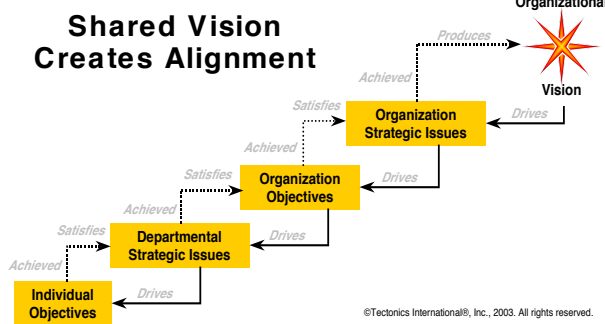 Organizational
Shared Vision
Creates Alignment
Produces
Achieved
Vision
Satisfies
Organization
Strategic Issues
Drives
Achieved
Satisfies
Organization
Objectives
Drives
Achieved
Satisfies
Departmental
Strategic Issues
Drives
Achieved
Individual
Objectives
Drives
©Tectonics International®, Inc., 2003. All rights reserved.